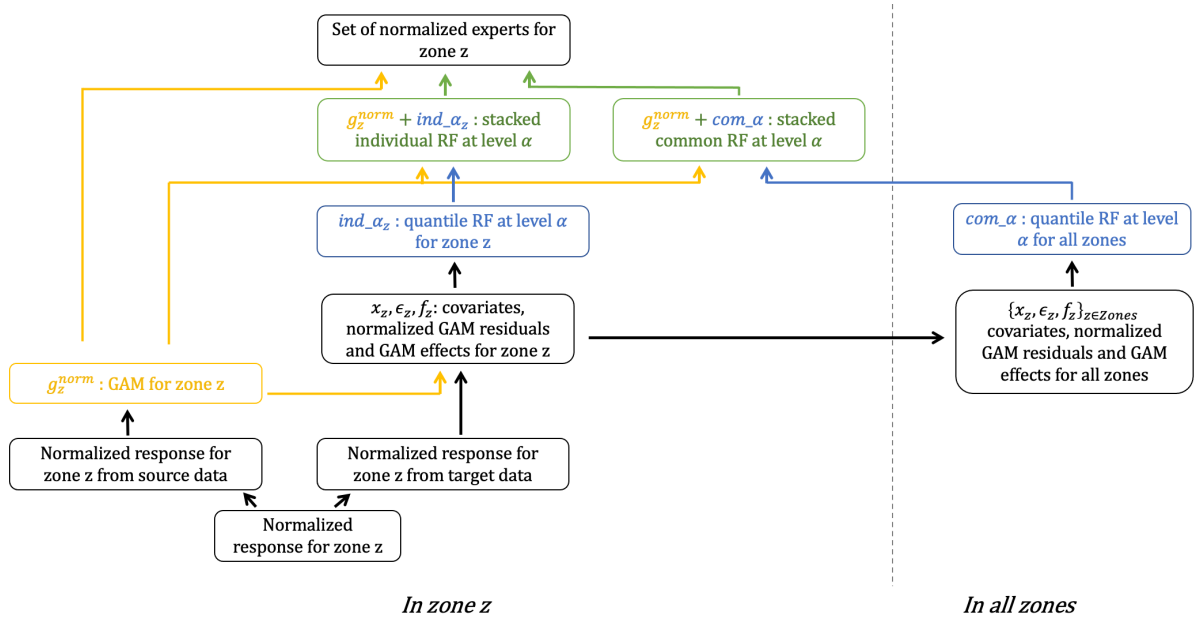 Set of normalized experts for
zone z
g_z^{norm} + ind_α_z : stacked
individual RF at level α
g_z^{norm} + com_α : stacked
common RF at level α
ind_α_z : quantile RF at level α
for zone z
com_α : quantile RF at level
α for all zones
x_z, ϵ_z, f_z: covariates,
normalized GAM residuals
and GAM effects for zone z
{x_z, ϵ_z, f_z}_{z∈Zones}
covariates, normalized
GAM residuals and GAM
effects for all zones
g_z^{norm} : GAM for zone z
Normalized response for
zone z from source data
Normalized response for
zone z from target data
Normalized
response for zone z
In zone z
In all zones